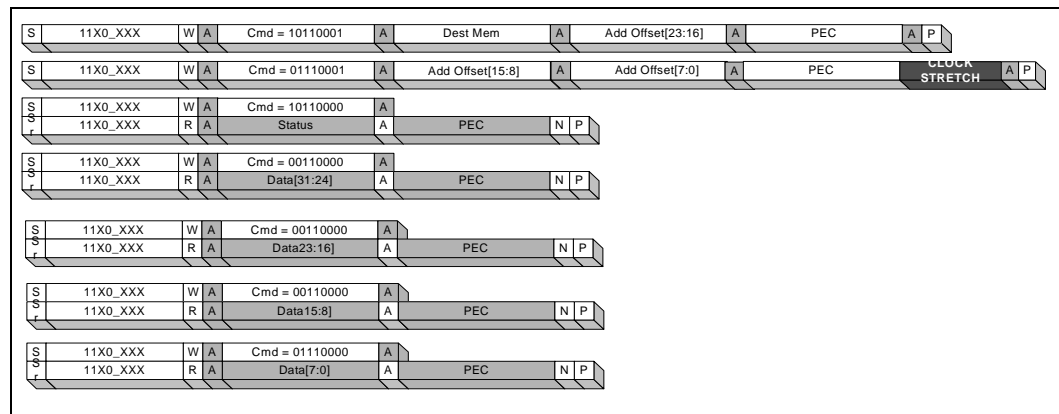 S 11X0_XXX W A Cmd = 10110001 A Dest Mem A Add Offset[23:16] A PEC A P
S 11X0_XXX W A Cmd = 01110001 A Add Offset[15:8] A Add Offset[7:0] A PEC CLOCK STRETCH A P
S 11X0_XXX W A Cmd = 10110000 A
Sr 11X0_XXX R A Status A PEC N P
S 11X0_XXX W A Cmd = 00110000 A
Sr 11X0_XXX R A Data[31:24] A PEC N P
S 11X0_XXX W A Cmd = 00110000 A
Sr 11X0_XXX R A Data23:16] A PEC N P
S 11X0_XXX W A Cmd = 00110000 A
Sr 11X0_XXX R A Data15:8] A PEC N P
S 11X0_XXX W A Cmd = 01110000 A
Sr 11X0_XXX R A Data[7:0] A PEC N P